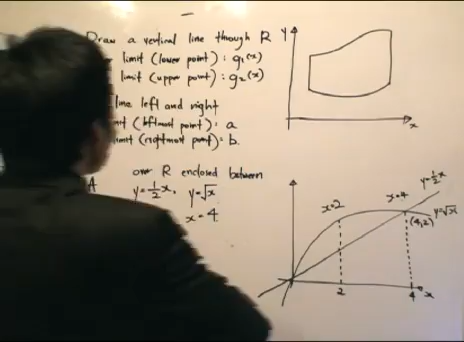 Draw a vertical line through R
limit (lower point) : g₁(x)
limit (upper point) : g₂(x)
line left and right
(leftmost point) : a
limit (rightmost point) : b.
A over R enclosed between
y=½x, y=√x
x=4
y
x
x=2
x=4
y=½x
y=√x
(4,2)
2
4
x